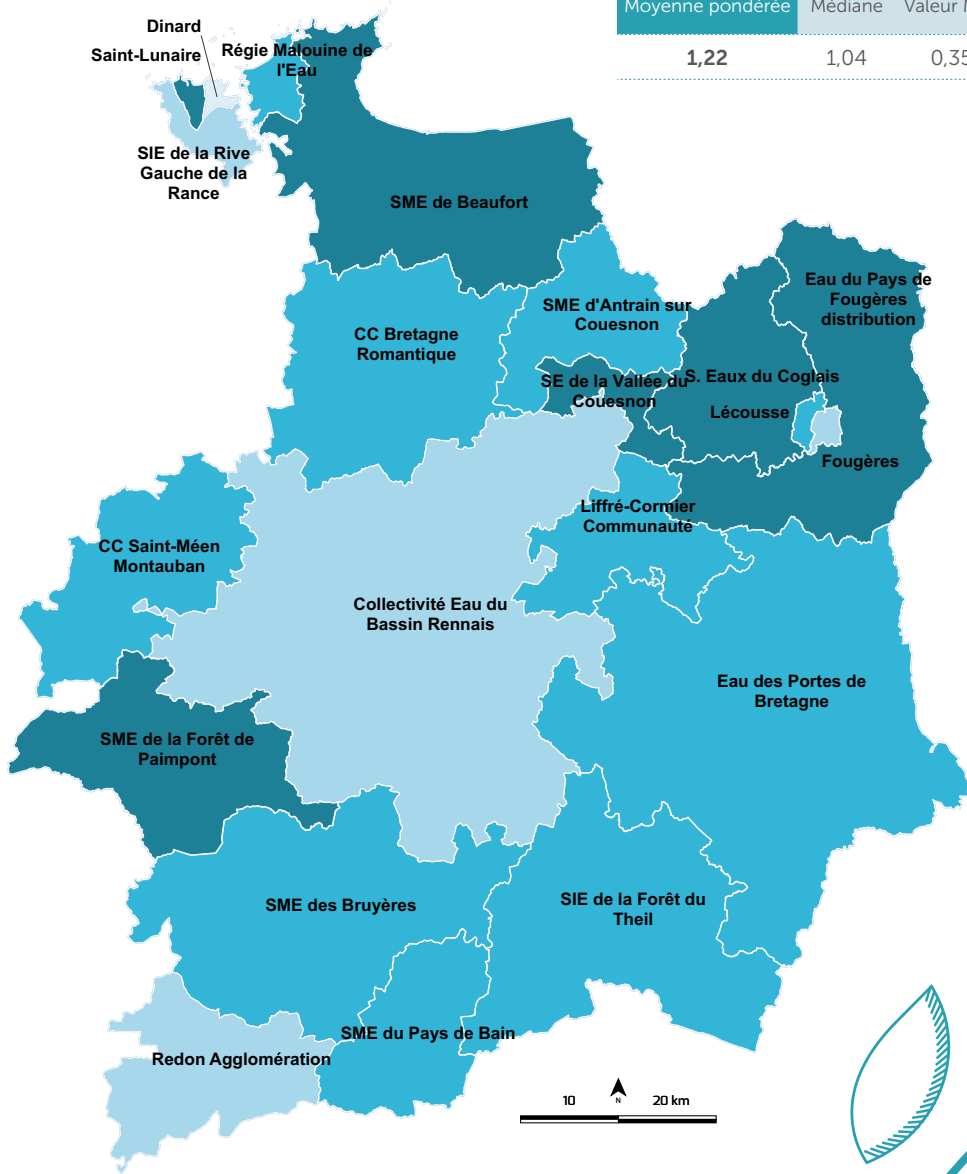 Moyenne pondérée Médiane Valeur
1,22 1,04 0,35
Dinard
Saint-Lunaire
Régie Malouine de
l'Eau
SIE de la Rive
Gauche de la
Rance
SME de Beaufort
Eau du Pays de
Fougères
distribution
SME d'Antrain sur
Couesnon
CC Bretagne
Romantique
SE de la Vallée du
Couesnon
S. Eaux du Coglais
Lécousse
Fougères
Liffré-Cormier
Communauté
CC Saint-Méen
Montauban
Collectivité Eau du
Bassin Rennais
Eau des Portes de
Bretagne
SME de la Forêt de
Paimpont
SME des Bruyères
SIE de la Forêt du
Theil
SME du Pays de Bain
Redon Agglomération
10 N 20 km